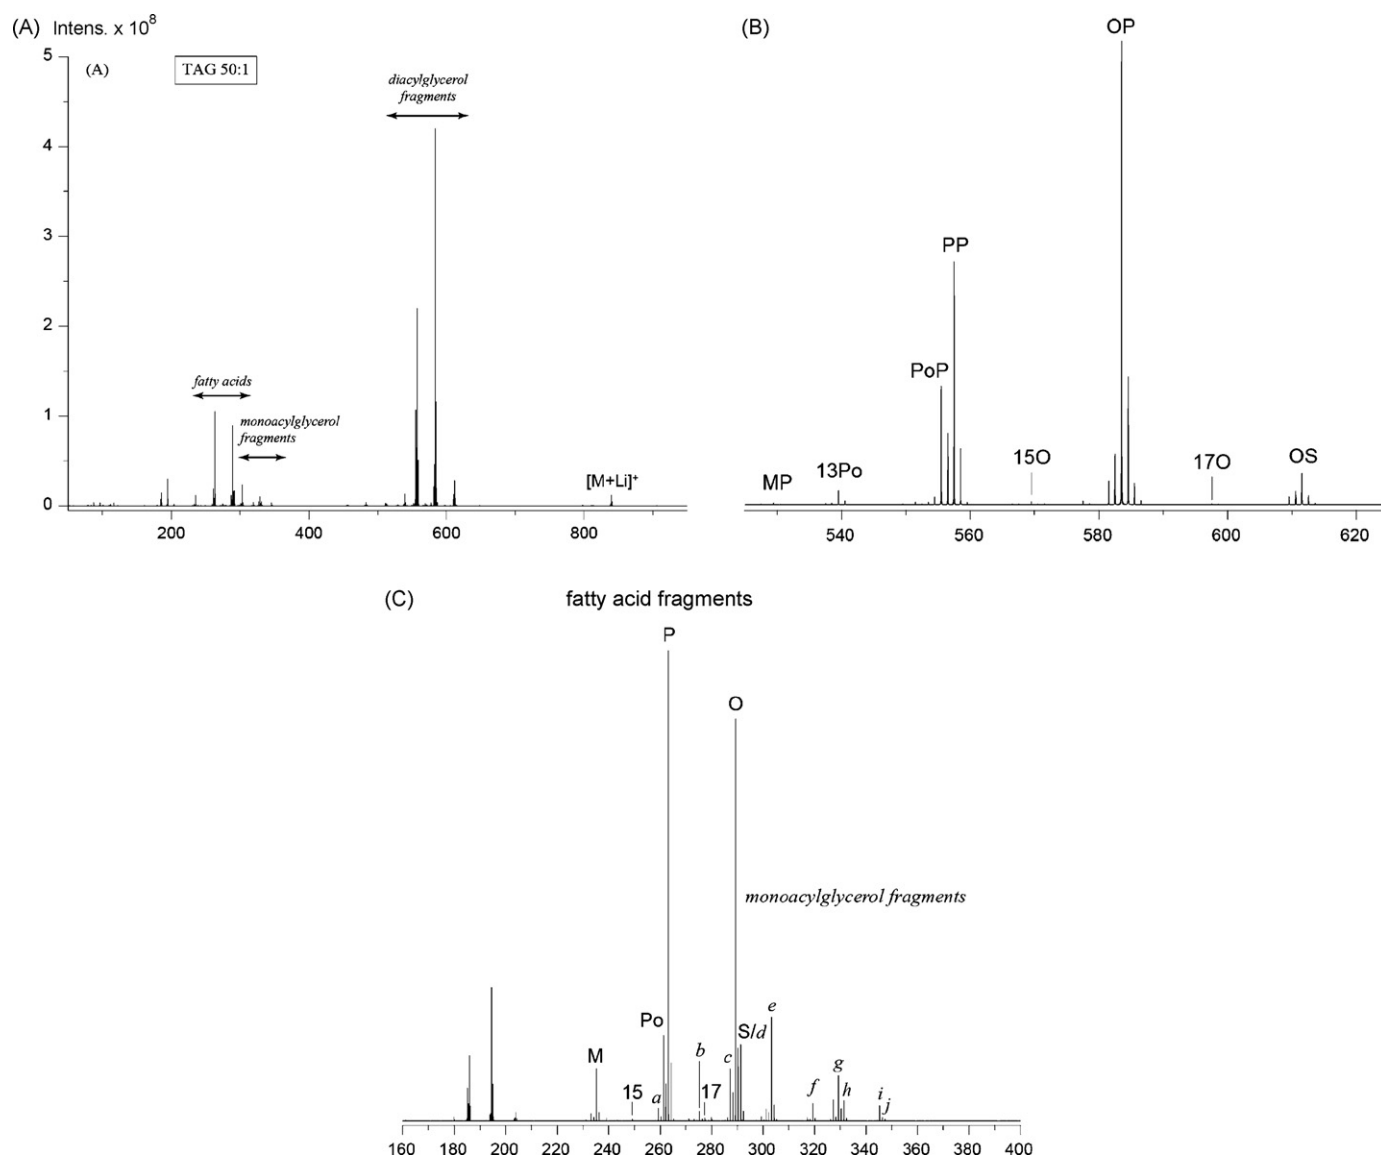 (A) Intens. x 10⁸
(A)
TAG 50:1
diacylglycerol
fragments
fatty acids
monoacylglycerol
fragments
[M+Li]⁺
5
4
3
2
1
0
200 400 600 800
(B)
OP
PP
PoP
MP
13Po
15O
17O
OS
540 560 580 600 620
(C) fatty acid fragments
P
O
monoacylglycerol fragments
Po
M
15
a
b
17
c
S/d
e
f
g
h
i
j
160 180 200 220 240 260 280 300 320 340 360 380 400